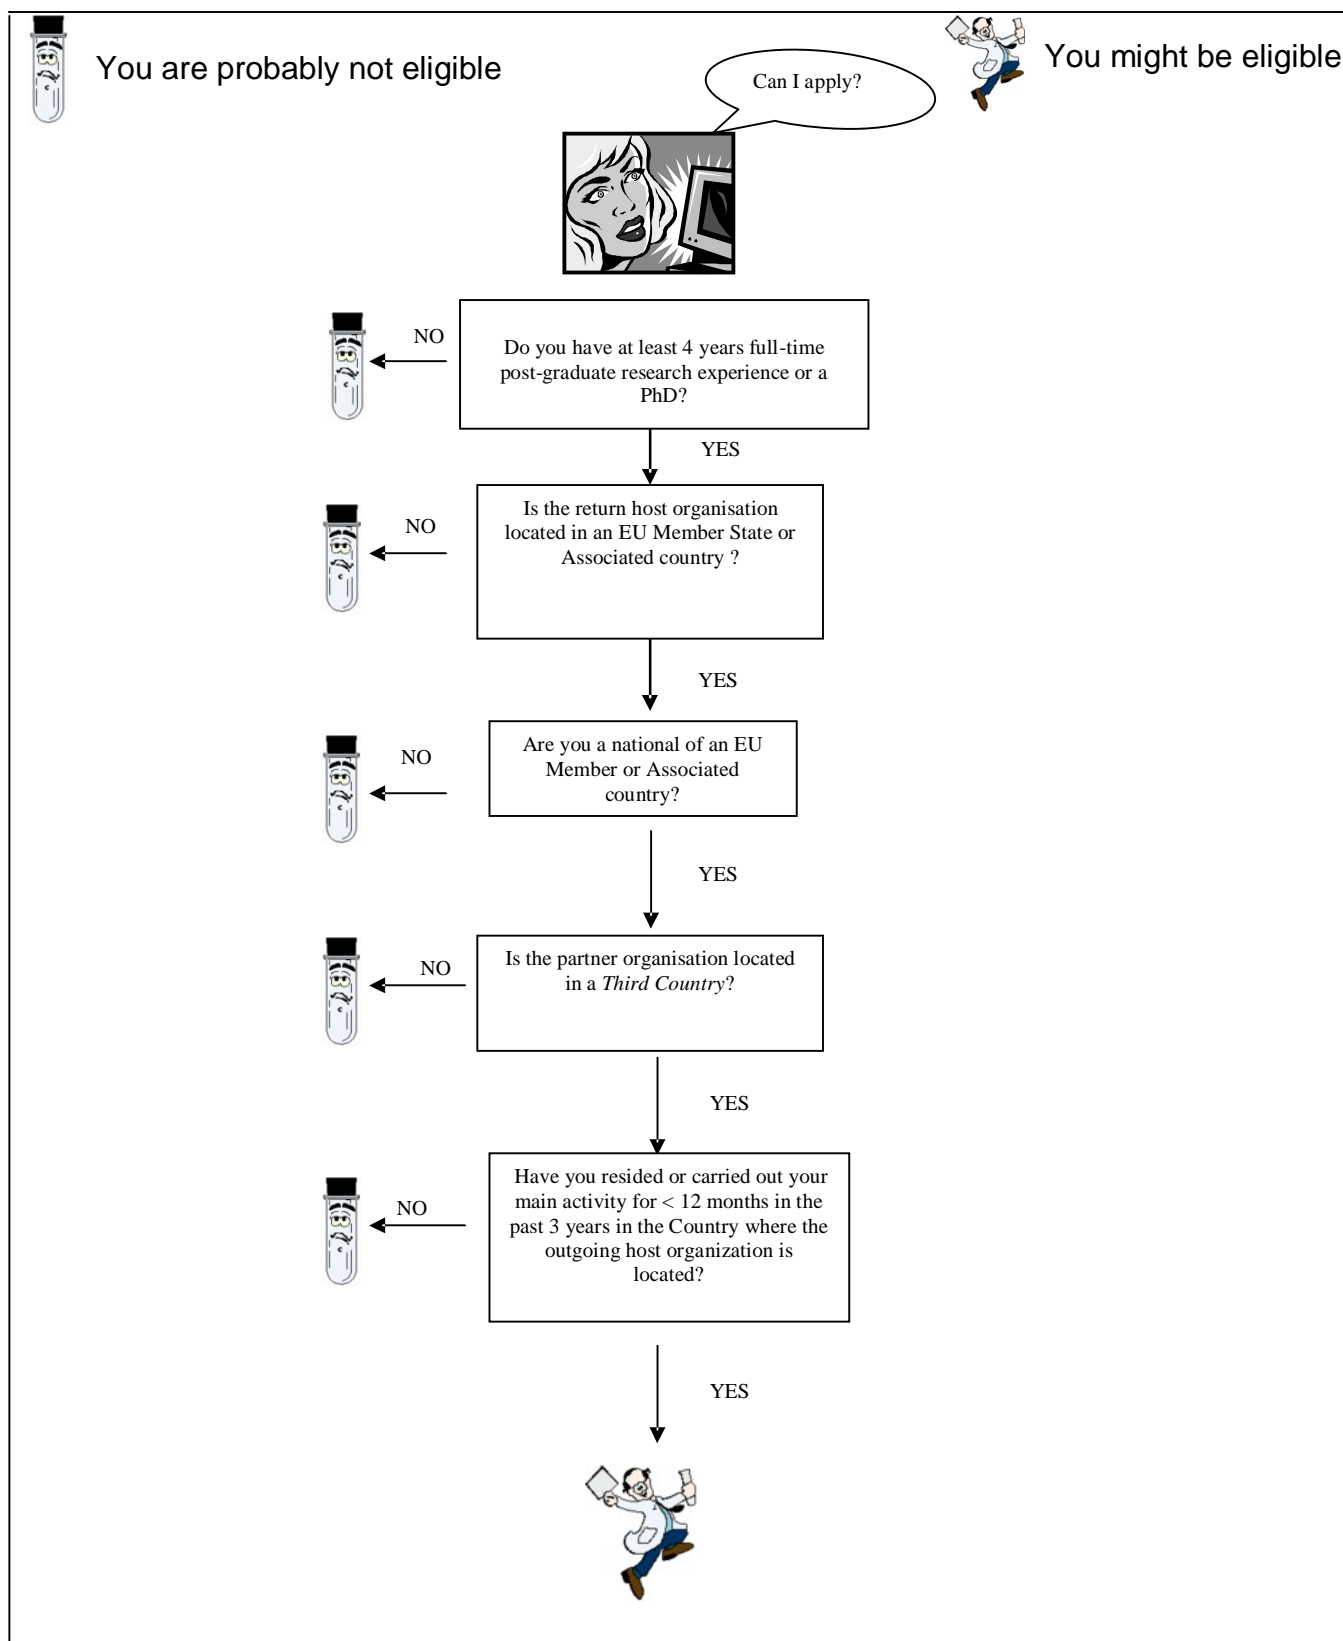 You are probably not eligible
You might be eligible
Can I apply?
NO
Do you have at least 4 years full-time
post-graduate research experience or a
PhD?
YES
NO
Is the return host organisation
located in an EU Member State or
Associated country ?
YES
NO
Are you a national of an EU
Member or Associated
country?
YES
NO
Is the partner organisation located
in a Third Country?
YES
NO
Have you resided or carried out your
main activity for < 12 months in the
past 3 years in the Country where the
outgoing host organization is
located?
YES